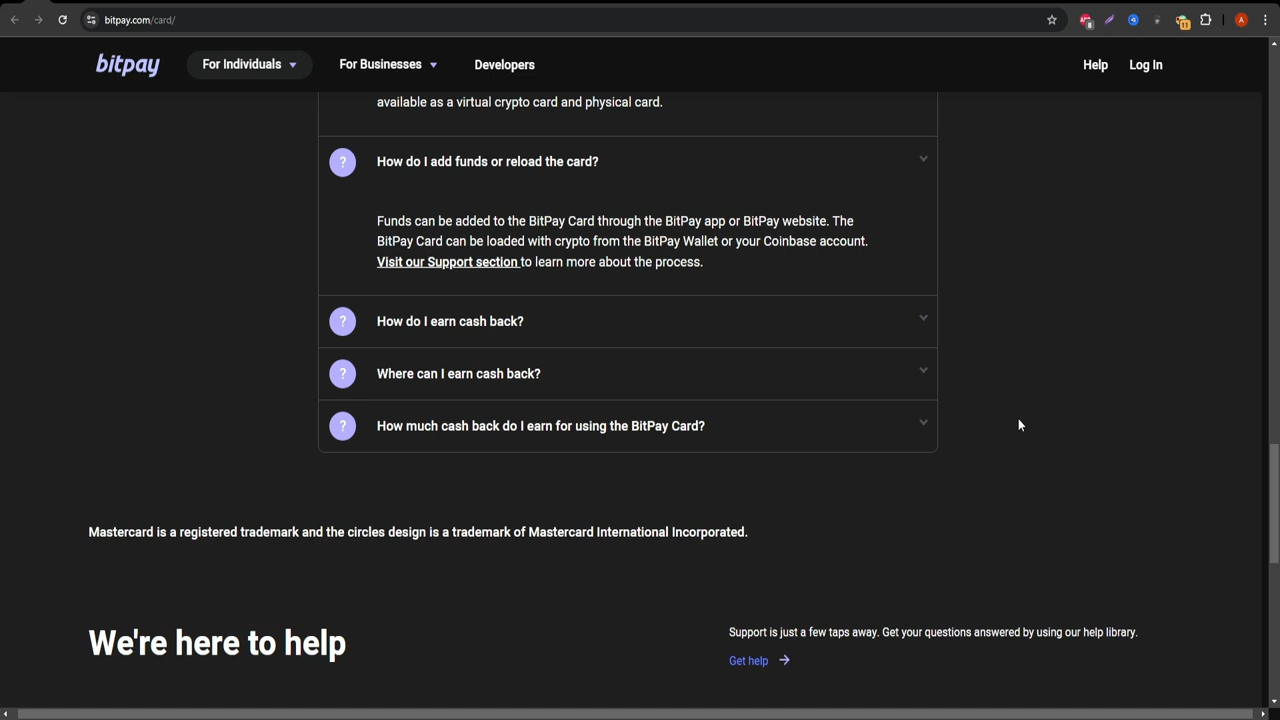 bitpay.com/card/
11
A
bitpay
For Individuals
For Businesses
Developers
Help
Log In
available as a virtual crypto card and physical card.
? How do I add funds or reload the card?
Funds can be added to the BitPay Card through the BitPay app or BitPay website. The
BitPay Card can be loaded with crypto from the BitPay Wallet or your Coinbase account.
Visit our Support section to learn more about the process.
? How do I earn cash back?
? Where can I earn cash back?
? How much cash back do I earn for using the BitPay Card?
Mastercard is a registered trademark and the circles design is a trademark of Mastercard International Incorporated.
We're here to help
Support is just a few taps away. Get your questions answered by using our help library.
Get help →